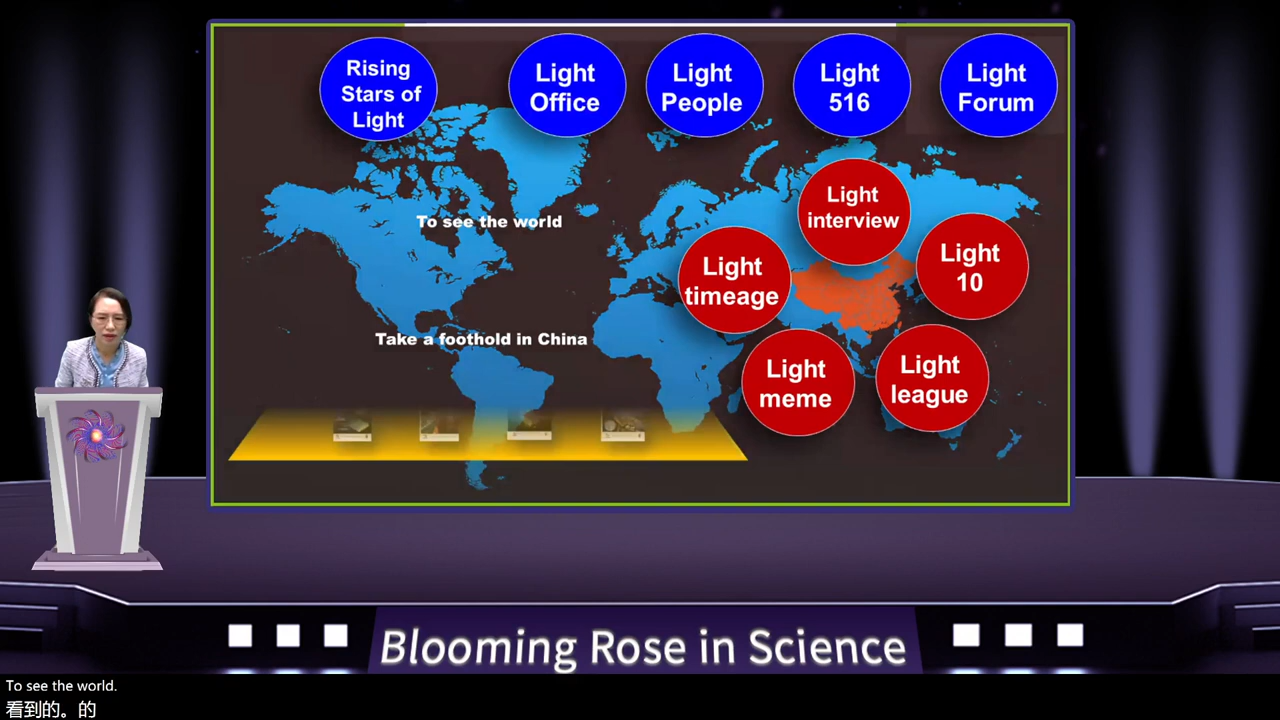 Rising
Stars of
Light
Light
Office
Light
People
Light
516
Light
Forum
Light
interview
To see the world
Light
timeage
Light
10
Take a foothold in China
Light
meme
Light
league
Blooming Rose in Science
To see the world.
看到的。的